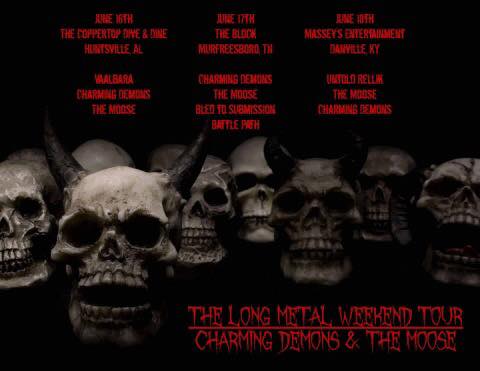 JUNE 16TH
THE COPPERTOP DIVE & DINE
HUNTSVILLE, AL
VAALBARA
CHARMING DEMONS
THE MOOSE
JUNE 17TH
THE BLOCK
MURFREESBORO, TN
CHARMING DEMONS
THE MOOSE
BLED TO SUBMISSION
BATTLE PATH
JUNE 18TH
MASSEY'S ENTERTAINMENT
DANVILLE, KY
UNTOLD RELLIK
THE MOOSE
CHARMING DEMONS
THE LONG METAL WEEKEND TOUR
CHARMING DEMONS & THE MOOSE